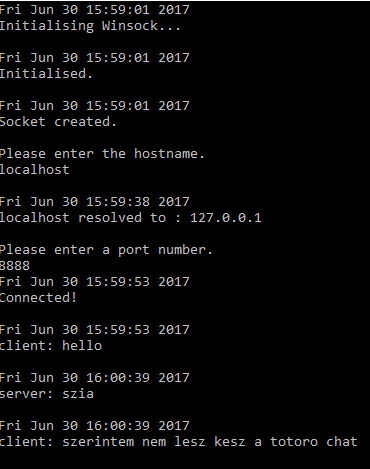 Fri Jun 30 15:59:01 2017
Initialising Winsock...
Fri Jun 30 15:59:01 2017
Initialised.
Fri Jun 30 15:59:01 2017
Socket created.
Please enter the hostname.
localhost
Fri Jun 30 15:59:38 2017
localhost resolved to : 127.0.0.1
Please enter a port number.
8888
Fri Jun 30 15:59:53 2017
Connected!
Fri Jun 30 15:59:53 2017
client: hello
Fri Jun 30 16:00:39 2017
server: szia
Fri Jun 30 16:00:39 2017
client: szerintem nem lesz kesz a totoro chat